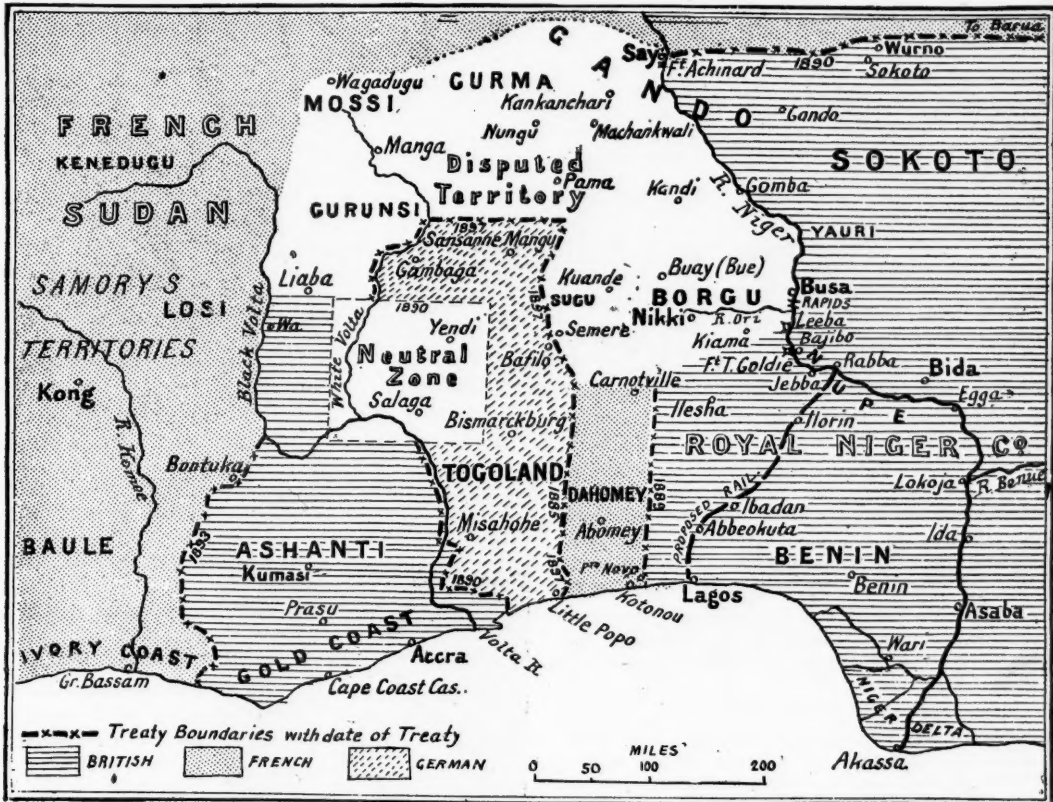 To Barua
GANDO
Say
Ft. Achinard
1890
Wurno
Sokoto
Wagadugu
MOSSI
GURMA
Kankanchari
Nungu
Machankwali
Gando
FRENCH
SUDAN
KENEDUGU
Manga
Disputed
Territory
Pama
Kandi
R. Niger
Gomba
SOKOTO
GURUNSI
YAURI
Sansanne Mangu
Gambaga
SAMORYS
TERRITORIES
LOSI
Liaba
Kuande
SUGU
Buay (Bue)
BORGU
Nikki
R. Ori
Busa
RAPIDS
Leeba
Bajibo
Black Volta
Wa
White Volta
1890
Yendi
Neutral
Zone
Salaga
Semere
Bafilo
Kiama
Ft T. Goldie
Jebba
Rabba
NUPE
Bida
Egga
Kong
R. Komoe
Carnotville
Ilesha
Ilorin
Bismarckburg
ROYAL NIGER Co.
Bontuku
TOGOLAND
DAHOMEY
1885
1889
PROPOSED RAIL.
Lokoja
R. Benue
Ibadan
Abbeokuta
Ida
BAULE
1893
ASHANTI
Kumasi
Misahohe
Abomey
BENIN
Benin
1890
1897
Pto Novo
Kotonou
Lagos
Asaba
Prasu
Little Popo
Wari
IVORY COAST
GOLD COAST
Accra
Volta R.
Gr. Bassam
Cape Coast Cas..
NIGER
DELTA
Akassa
Treaty Boundaries with date of Treaty
BRITISH
FRENCH
GERMAN
MILES
0 50 100 200